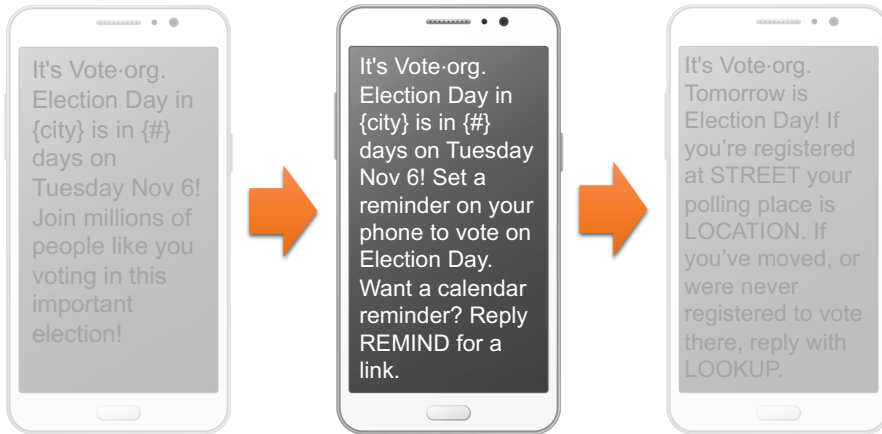 It's Vote·org.
Election Day in
{city} is in {#}
days on
Tuesday Nov 6!
Join millions of
people like you
voting in this
important
election!
It's Vote·org.
Election Day in
{city} is in {#}
days on Tuesday
Nov 6! Set a
reminder on your
phone to vote on
Election Day.
Want a calendar
reminder? Reply
REMIND for a
link.
It's Vote·org.
Tomorrow is
Election Day! If
you’re registered
at STREET your
polling place is
LOCATION. If
you’ve moved, or
were never
registered to vote
there, reply with
LOOKUP.